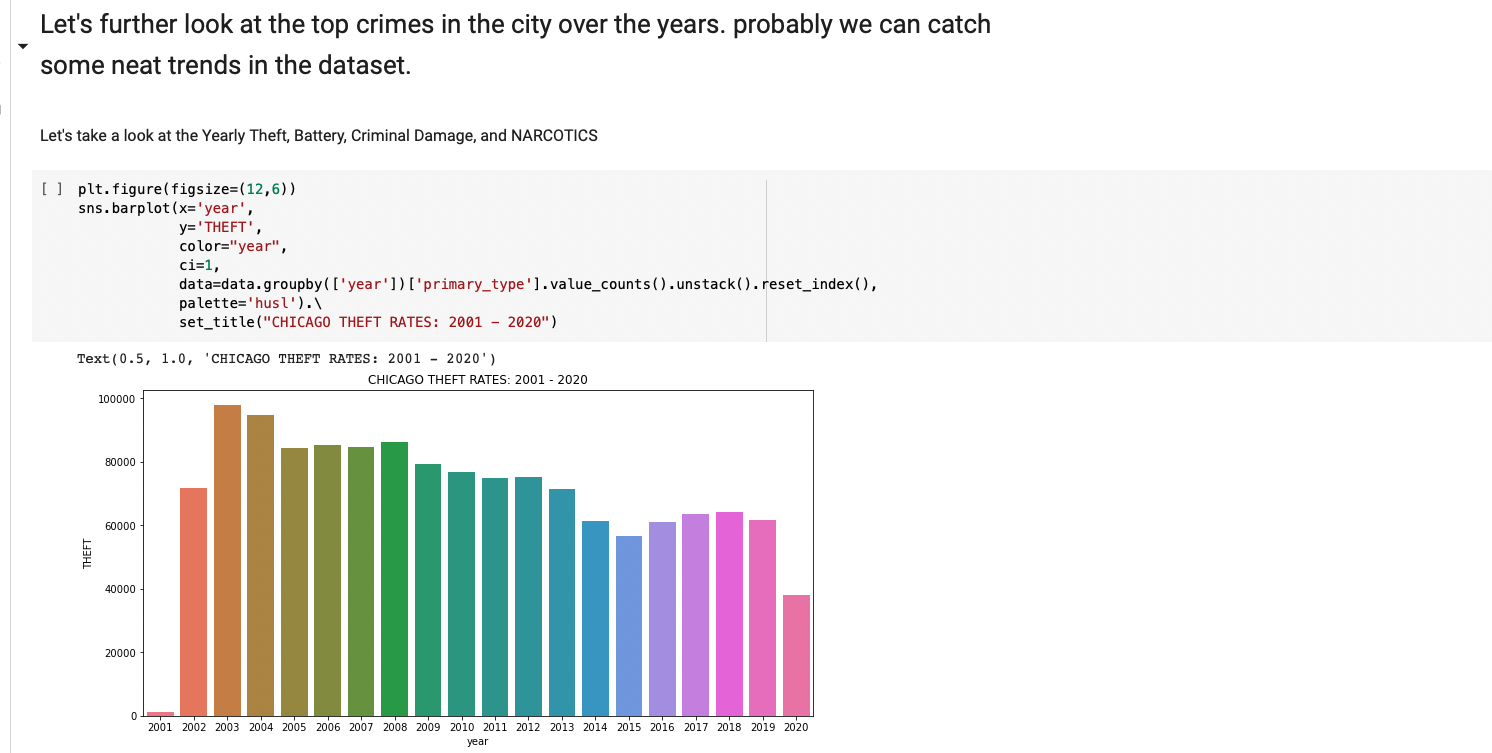 Let's further look at the top crimes in the city over the years. probably we can catch
some neat trends in the dataset.
Let's take a look at the Yearly Theft, Battery, Criminal Damage, and NARCOTICS
[ ] plt.figure(figsize=(12,6))
sns.barplot(x='year',
y='THEFT',
color="year",
ci=1,
data=data.groupby(['year'])['primary_type'].value_counts().unstack().reset_index(),
palette='husl').\
set_title("CHICAGO THEFT RATES: 2001 - 2020")
Text(0.5, 1.0, 'CHICAGO THEFT RATES: 2001 - 2020')
CHICAGO THEFT RATES: 2001 - 2020
100000
80000
60000
40000
20000
0
THEFT
2001 2002 2003 2004 2005 2006 2007 2008 2009 2010 2011 2012 2013 2014 2015 2016 2017 2018 2019 2020
year